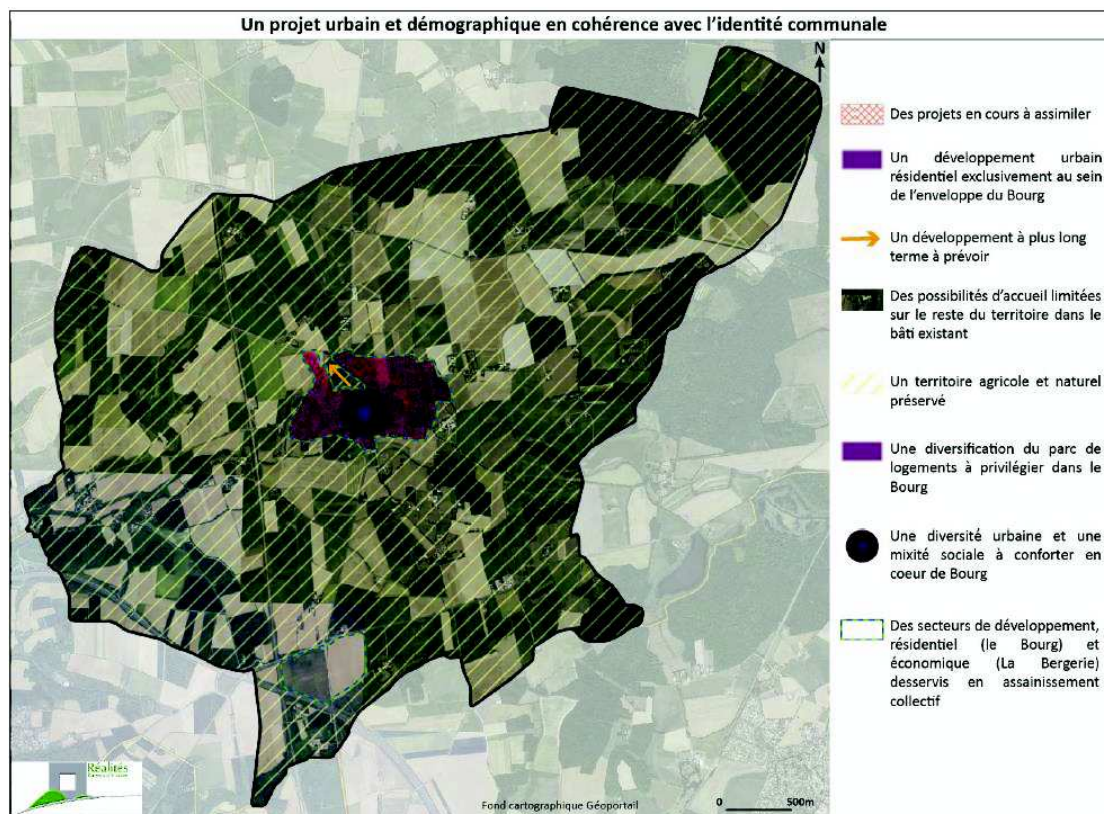 Un projet urbain et démographique en cohérence avec l'identité communale
N
Des projets en cours à assimiler
Un développement urbain
résidentiel exclusivement au sein
de l'enveloppe du Bourg
Un développement à plus long
terme à prévoir
Des possibilités d'accueil limitées
sur le reste du territoire dans le
bâti existant
Un territoire agricole et naturel
préservé
Une diversification du parc de
logements à privilégier dans le
Bourg
Une diversité urbaine et une
mixité sociale à conforter en
coeur de Bourg
Des secteurs de développement,
résidentiel (le Bourg) et
économique (La Bergerie)
desservis en assainissement
collectif
Réalités
Fond cartographique Géoportail
0 500m